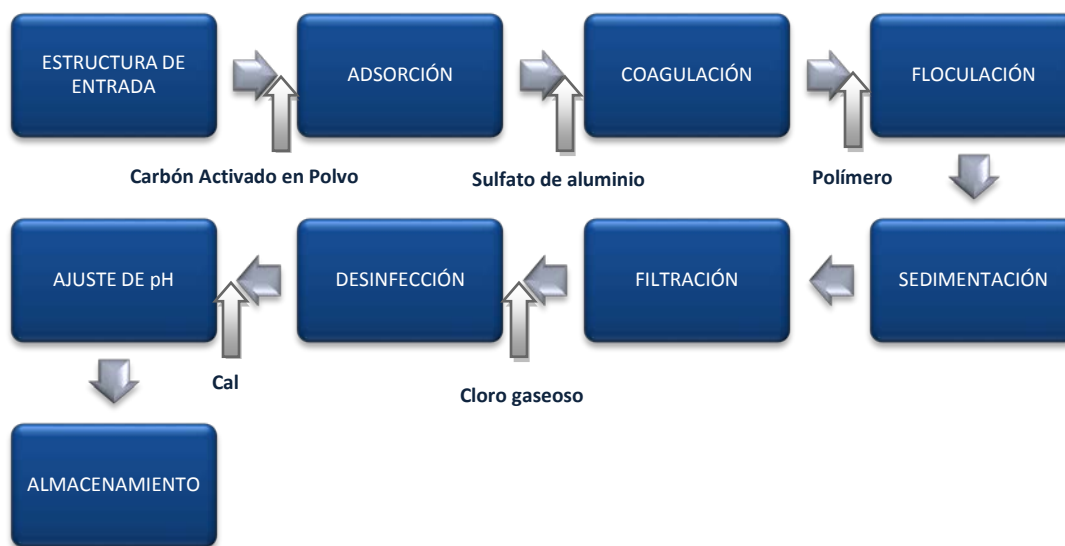 ESTRUCTURA DE
ENTRADA
ADSORCIÓN
COAGULACIÓN
FLOCULACIÓN
Carbón Activado en Polvo
Sulfato de aluminio
Polímero
AJUSTE DE pH
DESINFECCIÓN
FILTRACIÓN
SEDIMENTACIÓN
Cal
Cloro gaseoso
ALMACENAMIENTO